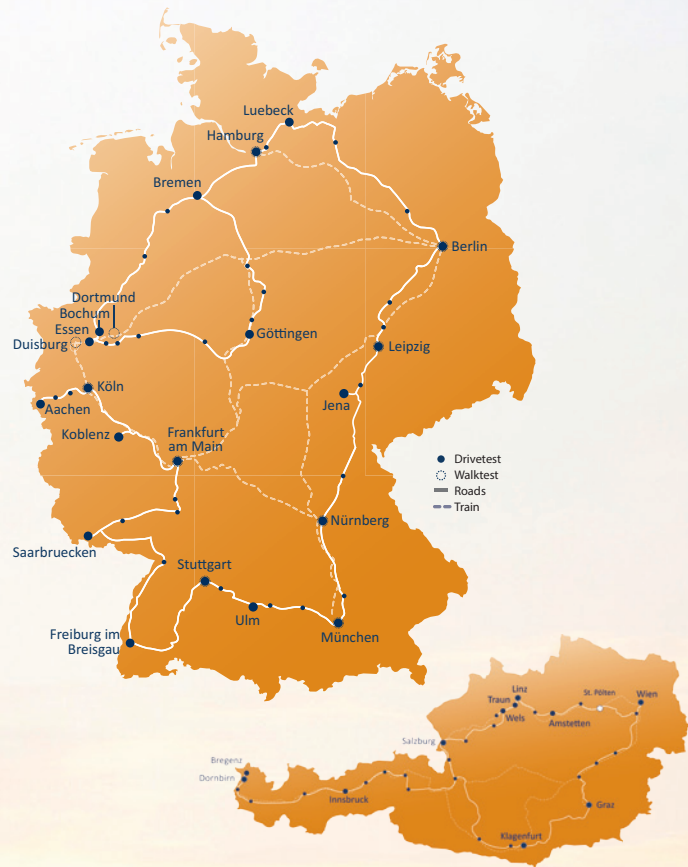 Luebeck
Hamburg
Bremen
Berlin
Dortmund
Bochum
Essen
Duisburg
Göttingen
Leipzig
Köln
Aachen
Jena
Koblenz
Frankfurt
am Main
Drivetest
Walktest
Roads
Train
Nürnberg
Saarbruecken
Stuttgart
Ulm
München
Freiburg im
Breisgau
Linz
St. Pölten
Wien
Traun
Wels
Amstetten
Salzburg
Bregenz
Dornbirn
Innsbruck
Graz
Klagenfurt